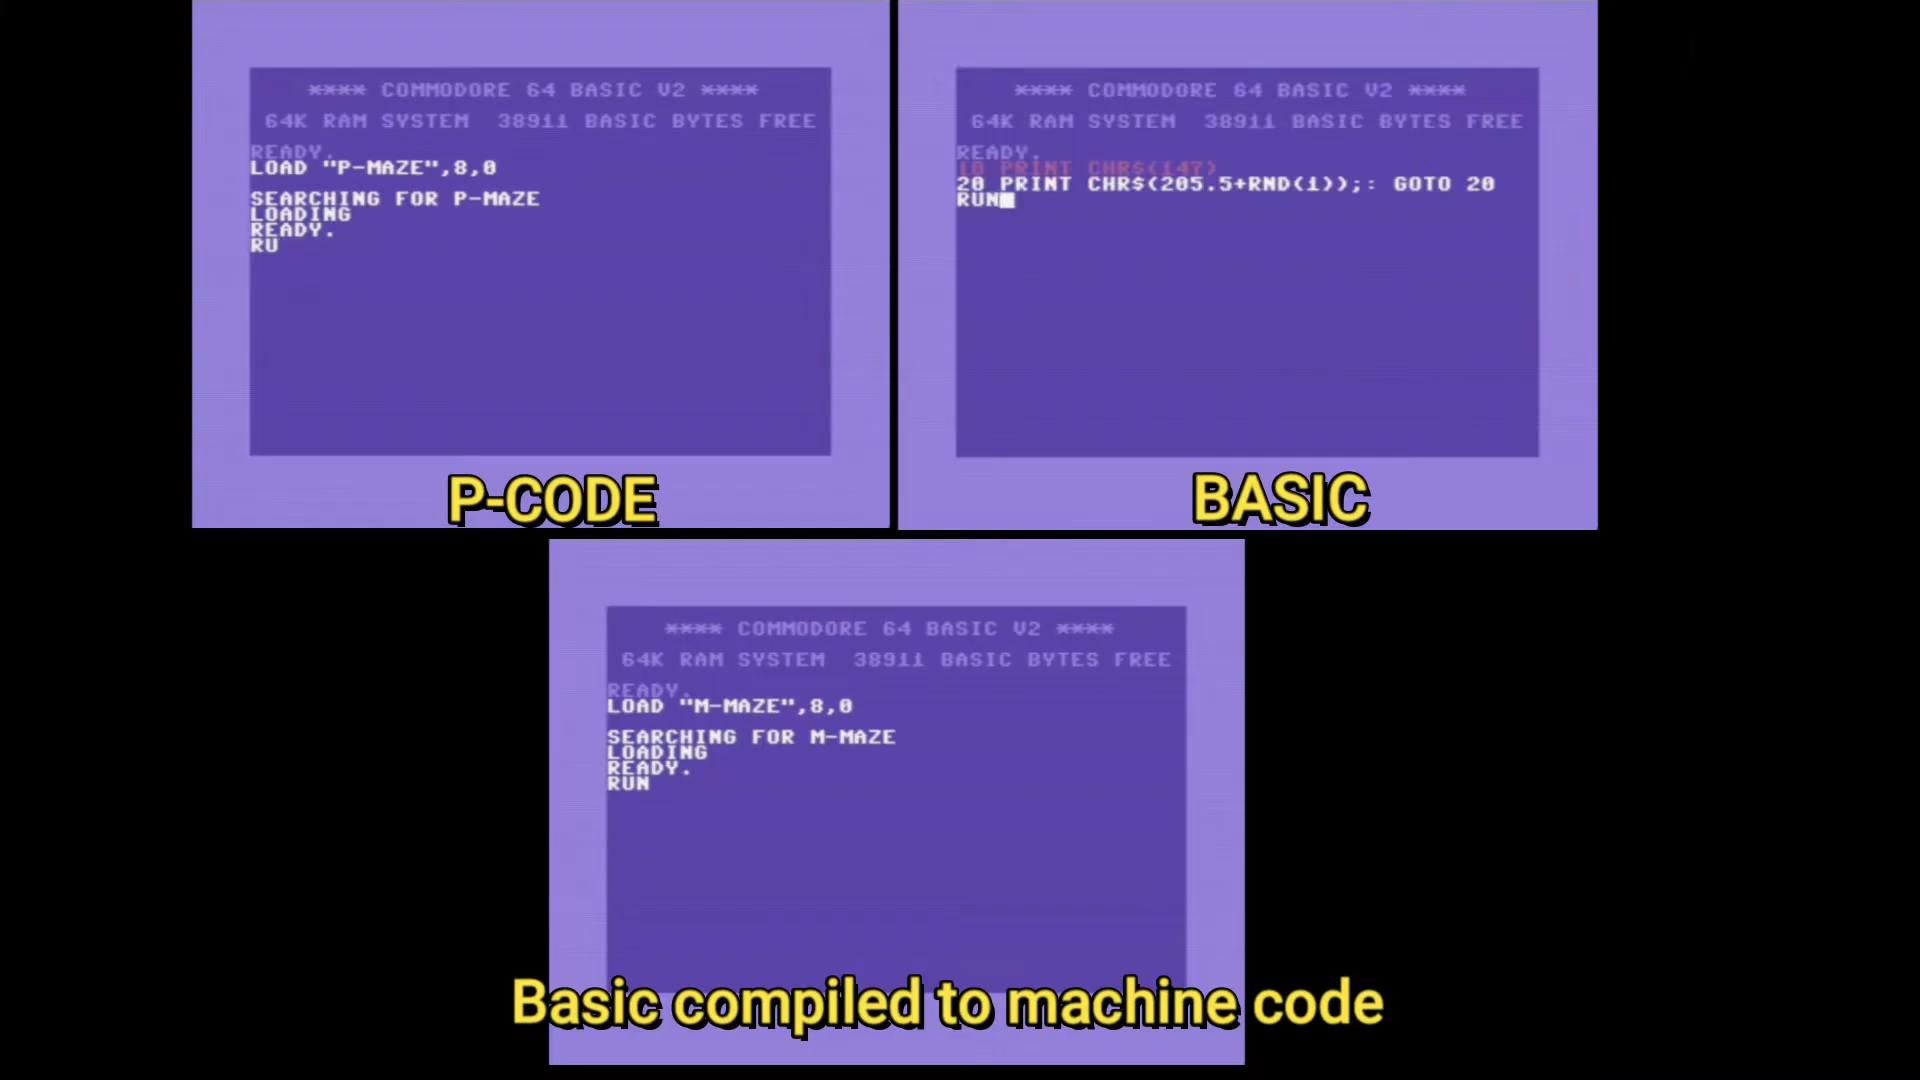 **** COMMODORE 64 BASIC V2 ****
64K RAM SYSTEM  38911 BASIC BYTES FREE
READY.
LOAD "P-MAZE",8,0
SEARCHING FOR P-MAZE
LOADING
READY.
RU
P-CODE
**** COMMODORE 64 BASIC V2 ****
64K RAM SYSTEM  38911 BASIC BYTES FREE
READY.
10 PRINT CHR$(147)
20 PRINT CHR$(205.5+RND(1));: GOTO 20
RUN
BASIC
**** COMMODORE 64 BASIC V2 ****
64K RAM SYSTEM  38911 BASIC BYTES FREE
READY.
LOAD "M-MAZE",8,0
SEARCHING FOR M-MAZE
LOADING
READY.
RUN
Basic compiled to machine code